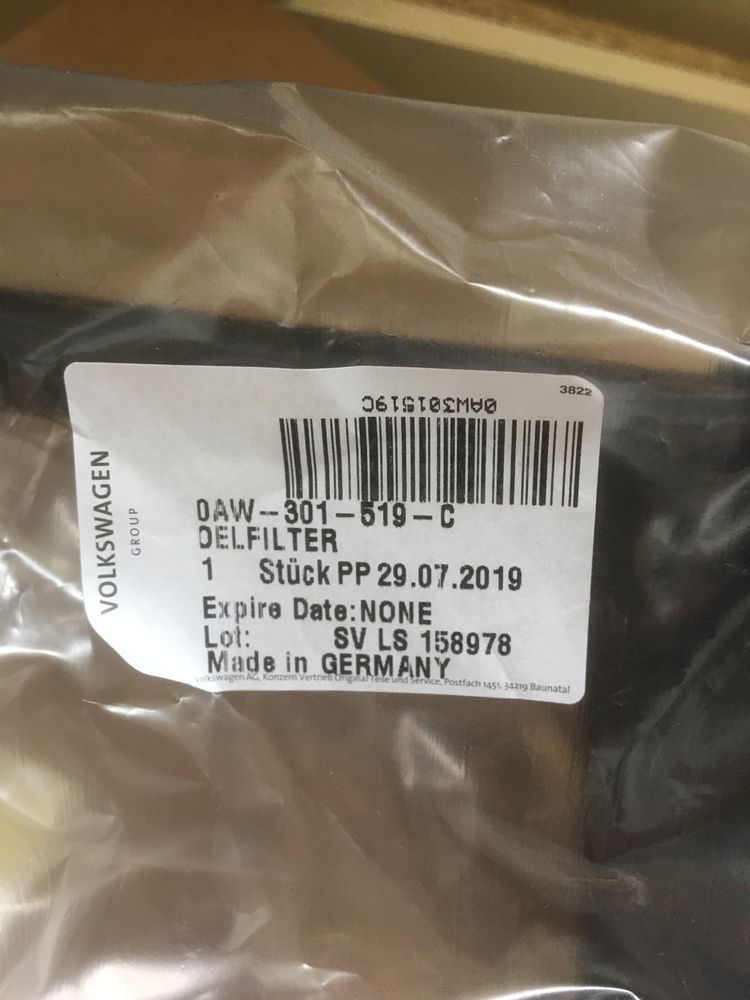 3822
0AW301519C
VOLKSWAGEN
GROUP
0AW-301-519-C
OELFILTER
1 Stück PP 29.07.2019
Expire Date:NONE
Lot: SV LS 158978
Made in GERMANY
Volkswagen AG, Konzern Vertrieb Original Teile und Service, Postfach 1451, 34219 Baunatal